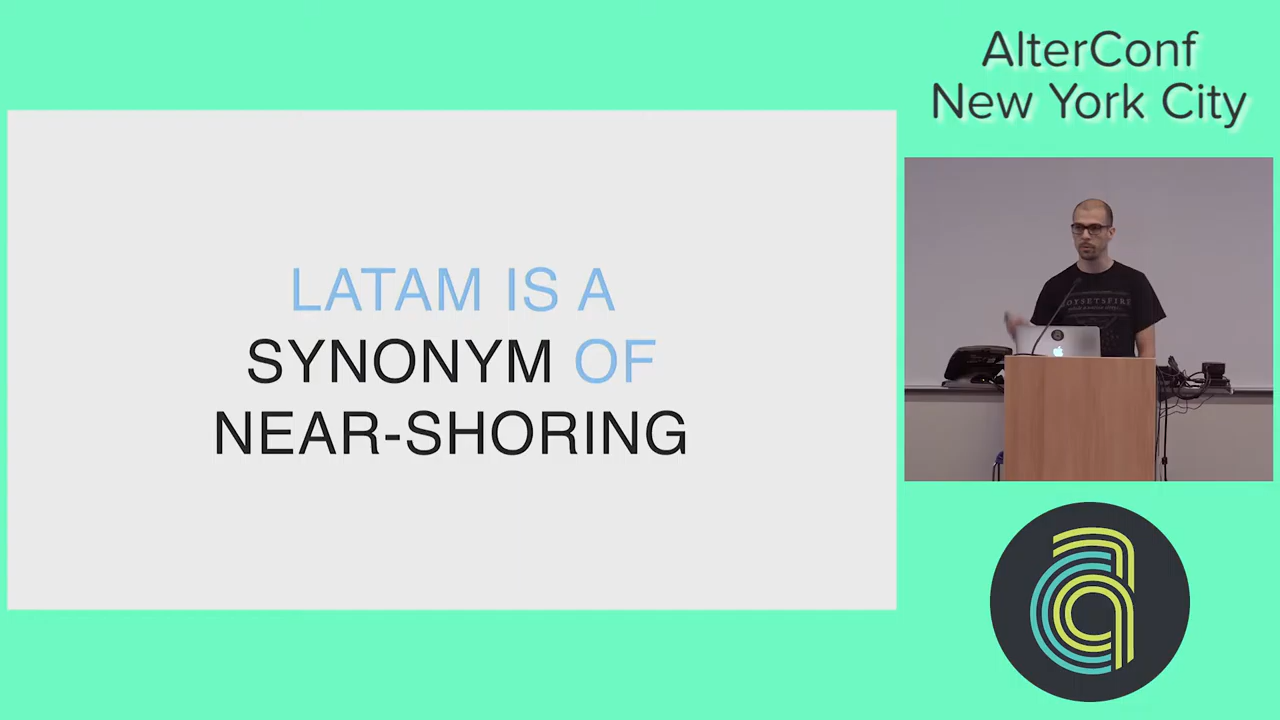 AlterConf
New York City
LATAM IS A
SYNONYM OF
NEAR-SHORING